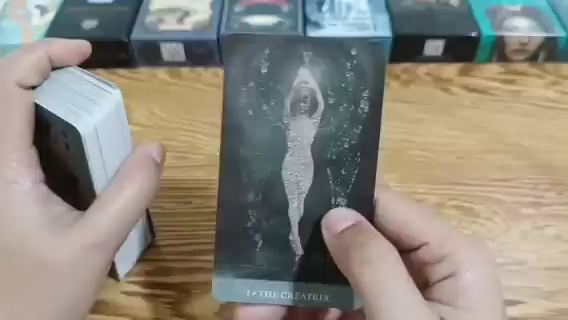 I • THE CREATRIX